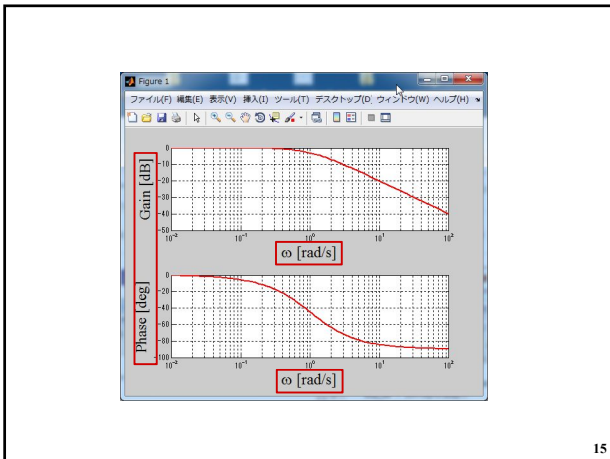 Figure 1
ファイル(F) 編集(E) 表示(V) 挿入(I) ツール(T) デスクトップ(D) ウィンドウ(W) ヘルプ(H)
Gain [dB]
0
-10
-20
-30
-40
-50
10⁻² 10⁻¹ 10⁰ 10¹ 10²
ω [rad/s]
Phase [deg]
0
-20
-40
-60
-80
-100
10⁻² 10⁻¹ 10⁰ 10¹ 10²
ω [rad/s]
15